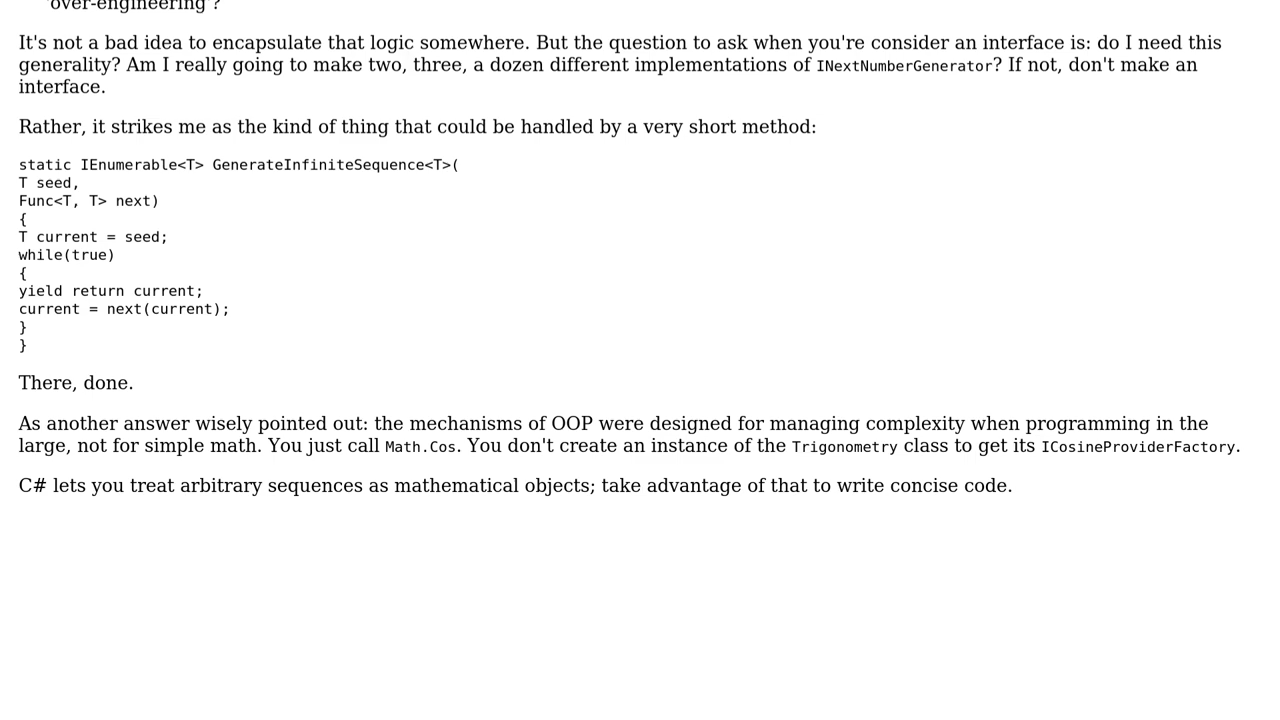 'over-engineering'?
It's not a bad idea to encapsulate that logic somewhere. But the question to ask when you're consider an interface is: do I need this
generality? Am I really going to make two, three, a dozen different implementations of INextNumberGenerator? If not, don't make an
interface.
Rather, it strikes me as the kind of thing that could be handled by a very short method:
static IEnumerable<T> GenerateInfiniteSequence<T>(
T seed,
Func<T, T> next)
{
T current = seed;
while(true)
{
yield return current;
current = next(current);
}
}
There, done.
As another answer wisely pointed out: the mechanisms of OOP were designed for managing complexity when programming in the
large, not for simple math. You just call Math.Cos. You don't create an instance of the Trigonometry class to get its ICosineProviderFactory.
C# lets you treat arbitrary sequences as mathematical objects; take advantage of that to write concise code.